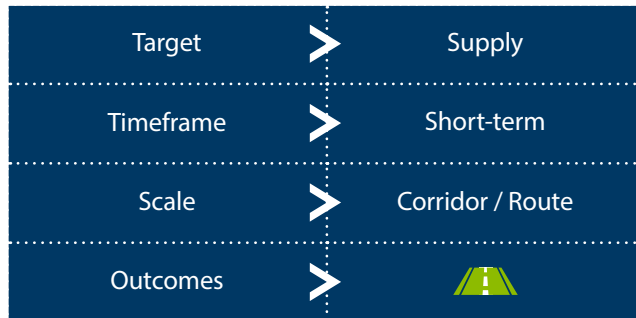 Target Supply
Timeframe Short-term
Scale Corridor / Route
Outcomes